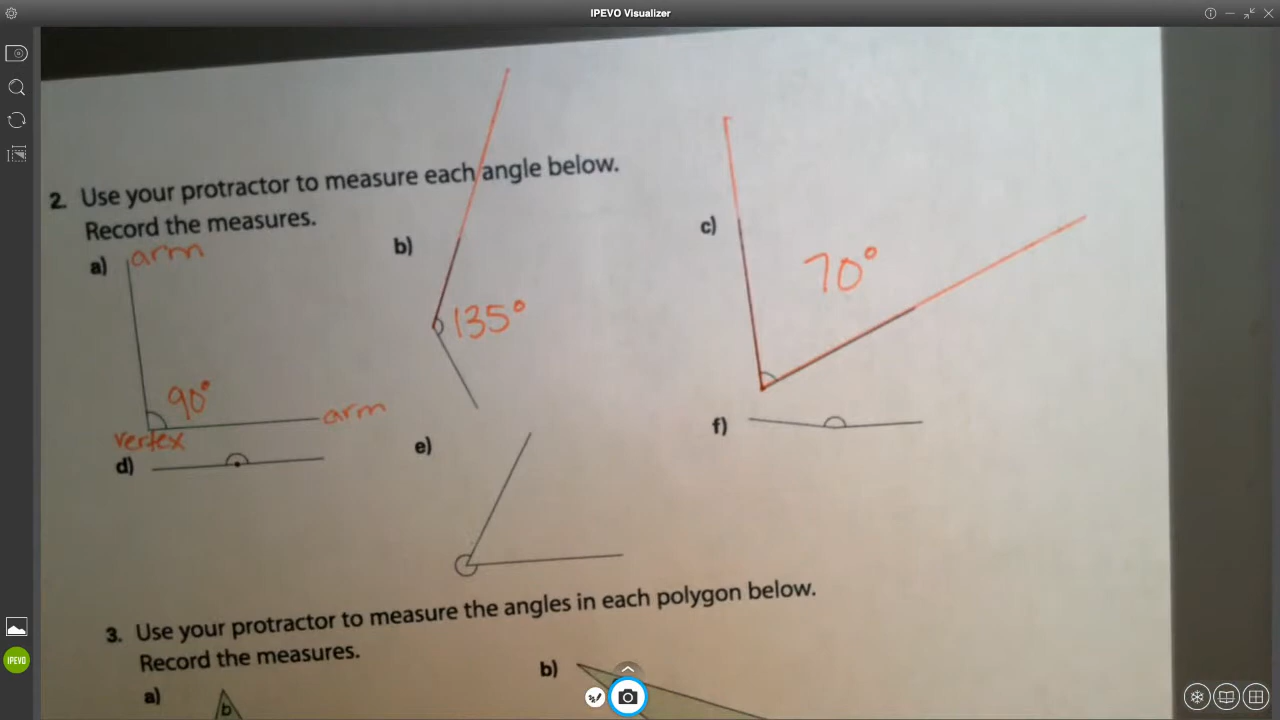 IPEVO Visualizer
2. Use your protractor to measure each angle below.
Record the measures.
a) arm
b)
c)
70°
135°
90°
arm
vertex
d)
e)
f)
3. Use your protractor to measure the angles in each polygon below.
Record the measures.
a)
b)
b
IPEVO